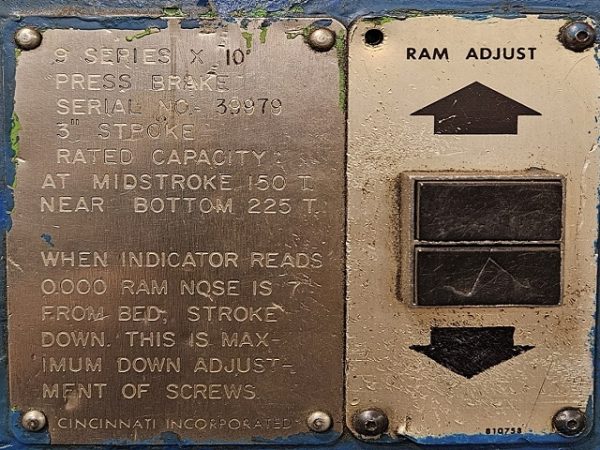 9 SERIES X 10'
PRESS BRAKE
SERIAL NO. 39979
3" STROKE
RATED CAPACITY:
AT MIDSTROKE 150 T.
NEAR BOTTOM 225 T.
WHEN INDICATOR READS
0.000 RAM NOSE IS 7"
FROM BED, STROKE
DOWN. THIS IS MAX-
IMUM DOWN ADJUST-
MENT OF SCREWS.
CINCINNATI INCORPORATED
RAM ADJUST
810758